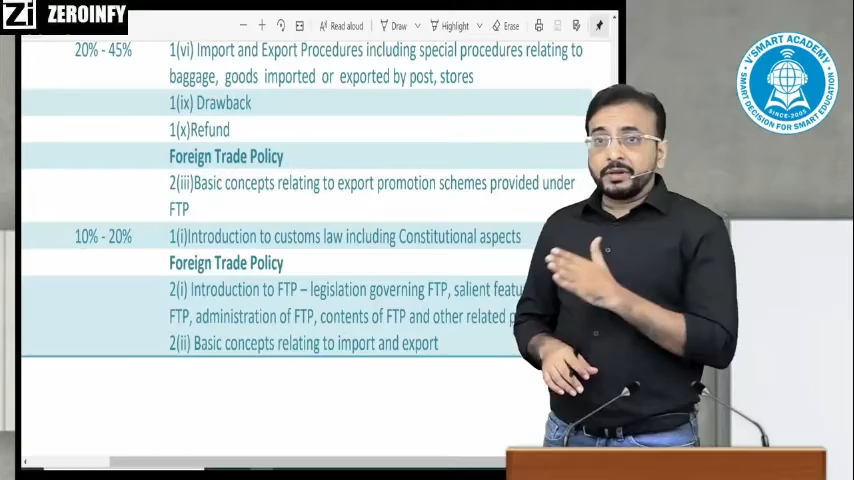 Zi ZEROINFY
Read aloud Draw Highlight Erase
20% - 45% 1(vi) Import and Export Procedures including special procedures relating to
baggage, goods imported or exported by post, stores
1(ix) Drawback
1(x)Refund
Foreign Trade Policy
2(iii)Basic concepts relating to export promotion schemes provided under
FTP
10% - 20% 1(i)Introduction to customs law including Constitutional aspects
Foreign Trade Policy
2(i) Introduction to FTP – legislation governing FTP, salient featu
FTP, administration of FTP, contents of FTP and other related p
2(ii) Basic concepts relating to import and export
V'SMART ACADEMY
SINCE-2005
SMART DECISION FOR SMART EDUCATION